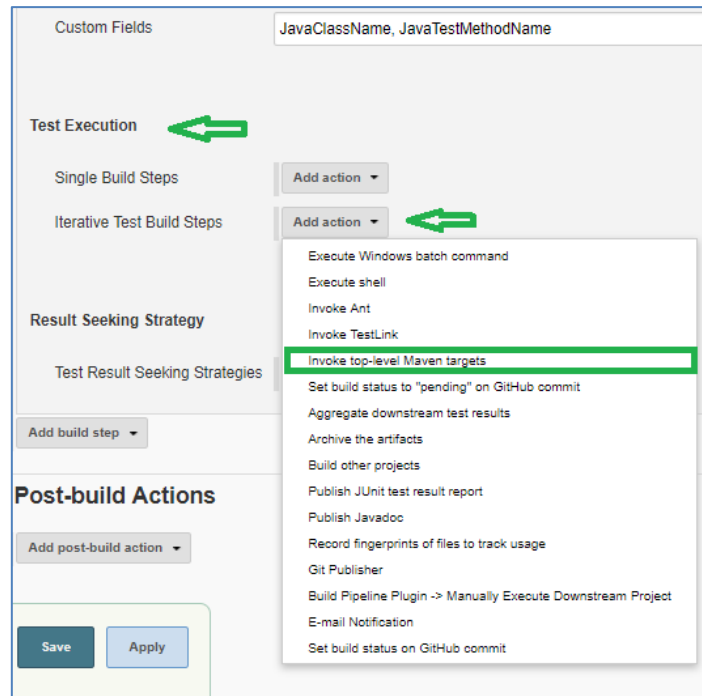 Custom Fields
JavaClassName, JavaTestMethodName
Test Execution
Single Build Steps
Add action
Iterative Test Build Steps
Add action
Execute Windows batch command
Execute shell
Invoke Ant
Invoke TestLink
Invoke top-level Maven targets
Set build status to "pending" on GitHub commit
Aggregate downstream test results
Archive the artifacts
Build other projects
Publish JUnit test result report
Publish Javadoc
Record fingerprints of files to track usage
Git Publisher
Build Pipeline Plugin -> Manually Execute Downstream Project
E-mail Notification
Set build status on GitHub commit
Result Seeking Strategy
Test Result Seeking Strategies
Add build step
Post-build Actions
Add post-build action
Save
Apply